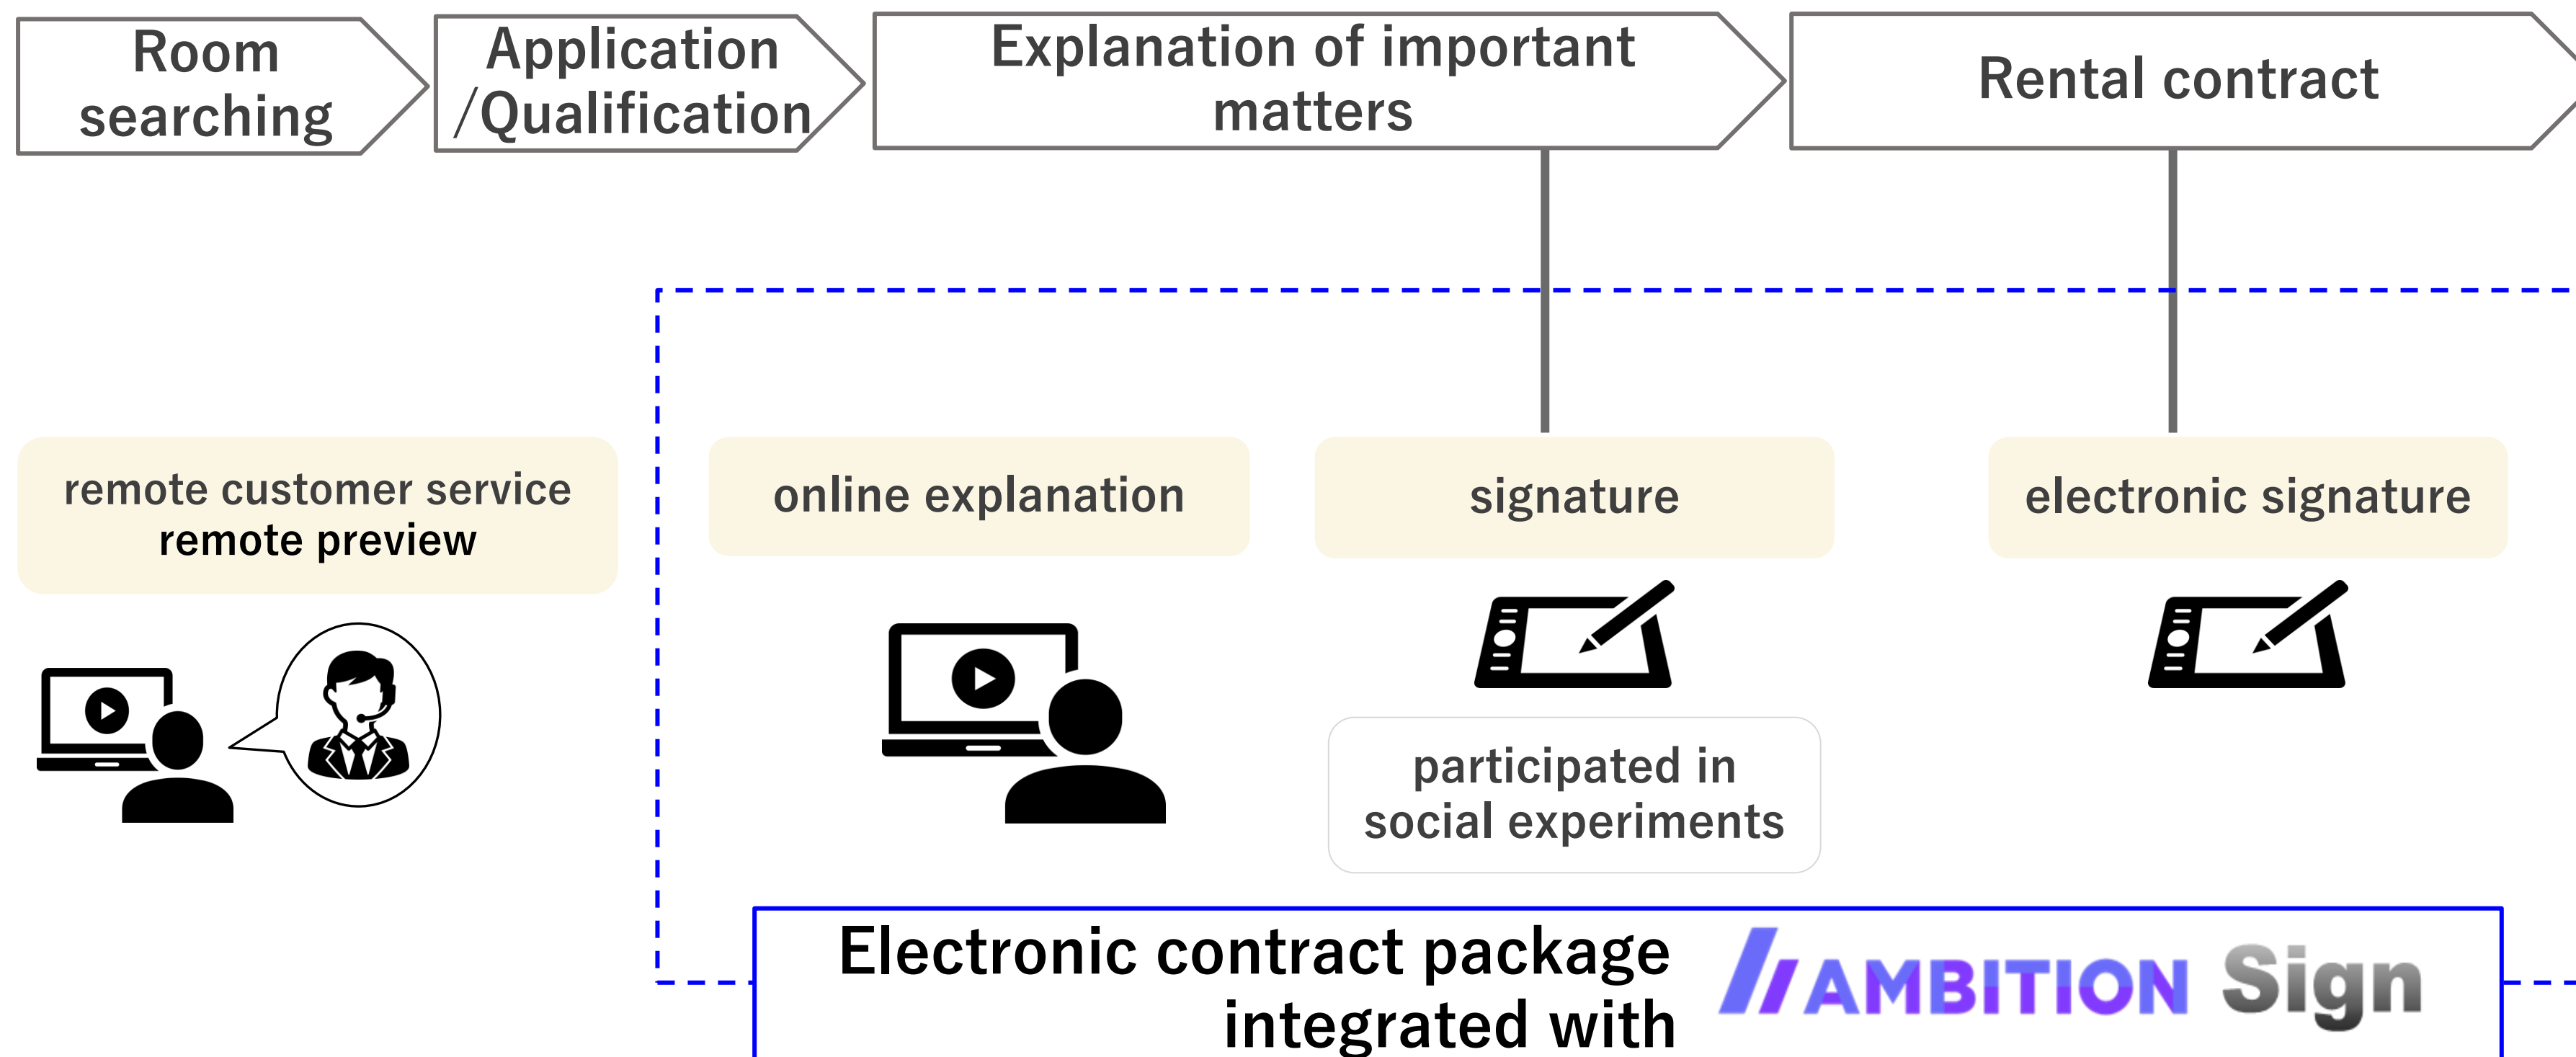 Room
searching
Application
/Qualification
Explanation of important
matters
Rental contract
remote customer service
remote preview
online explanation
signature
electronic signature
participated in
social experiments
Electronic contract package
integrated with
AMBITION Sign